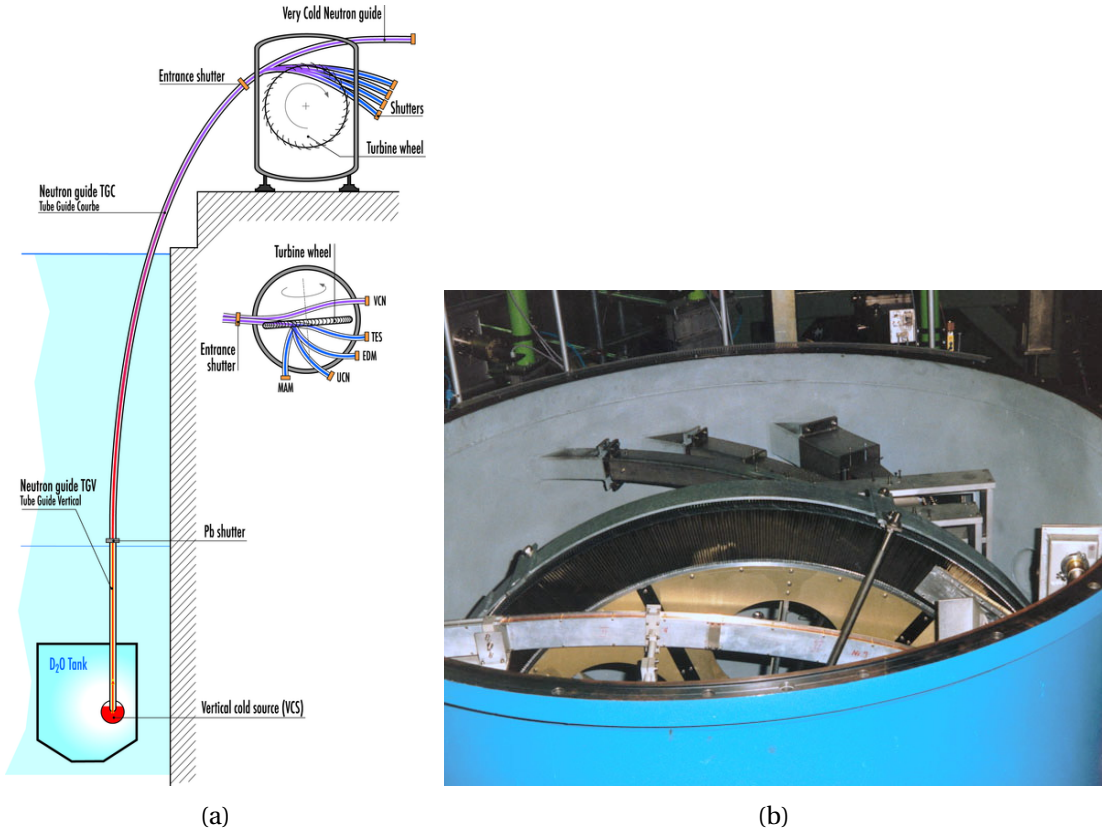 Very Cold Neutron guide
Entrance shutter
Shutters
Turbine wheel
Neutron guide TGC
Tube Guide Courbe
Turbine wheel
VCN
TES
EDM
UCN
MAM
Entrance
shutter
Neutron guide TGV
Tube Guide Vertical
Pb shutter
D₂O Tank
Vertical cold source (VCS)
(a)
(b)